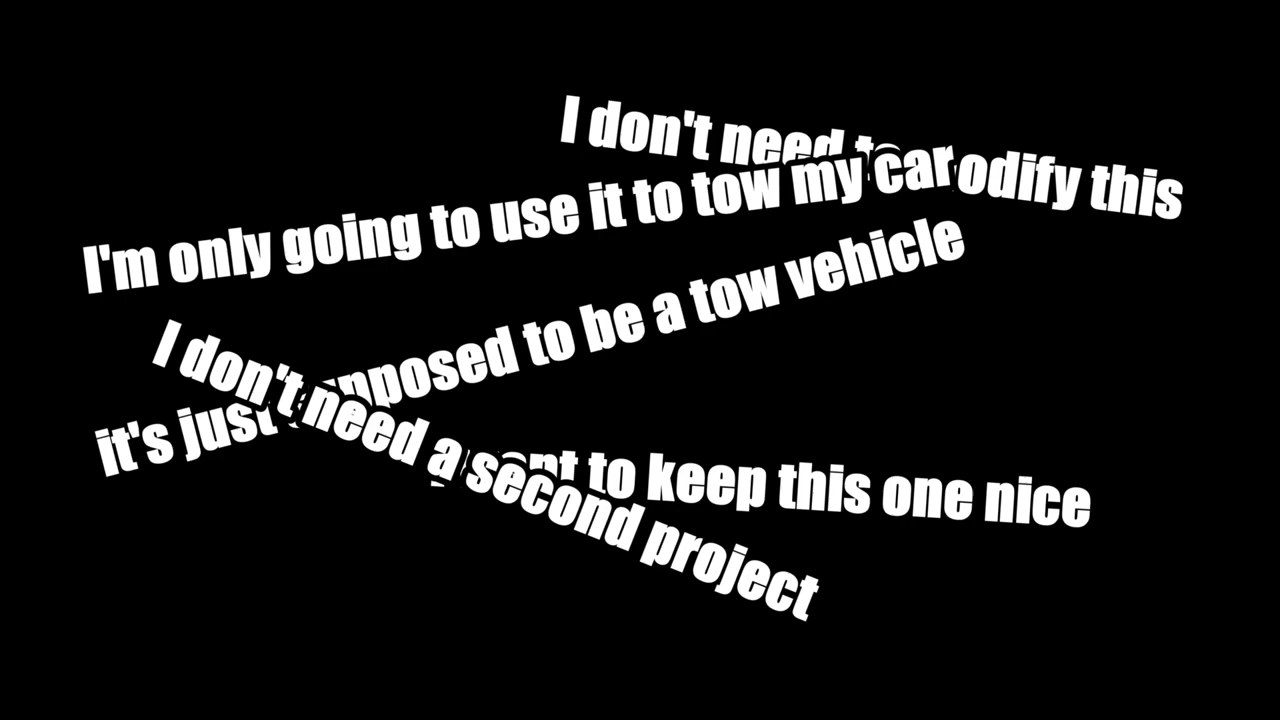 I don't need to modify this
I'm only going to use it to tow my car
it's just supposed to be a tow vehicle
I don't need a second project
want to keep this one nice